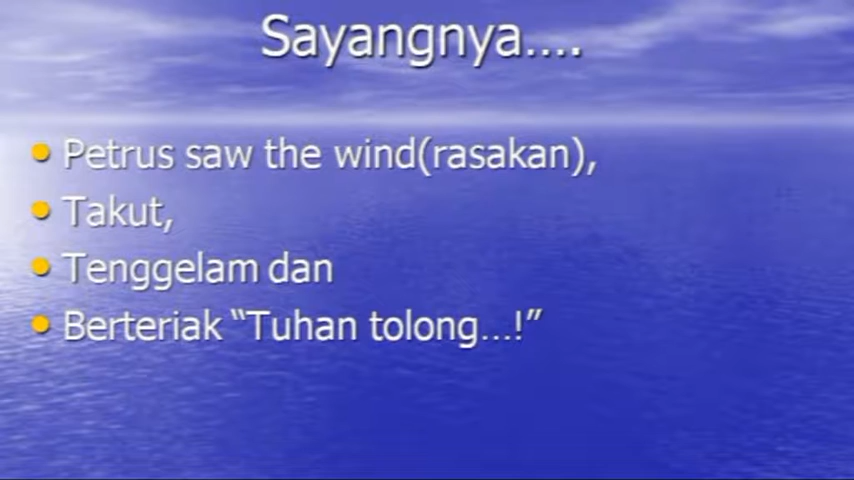 Sayangnya....
• Petrus saw the wind(rasakan),
• Takut,
• Tenggelam dan
• Berteriak “Tuhan tolong...!”